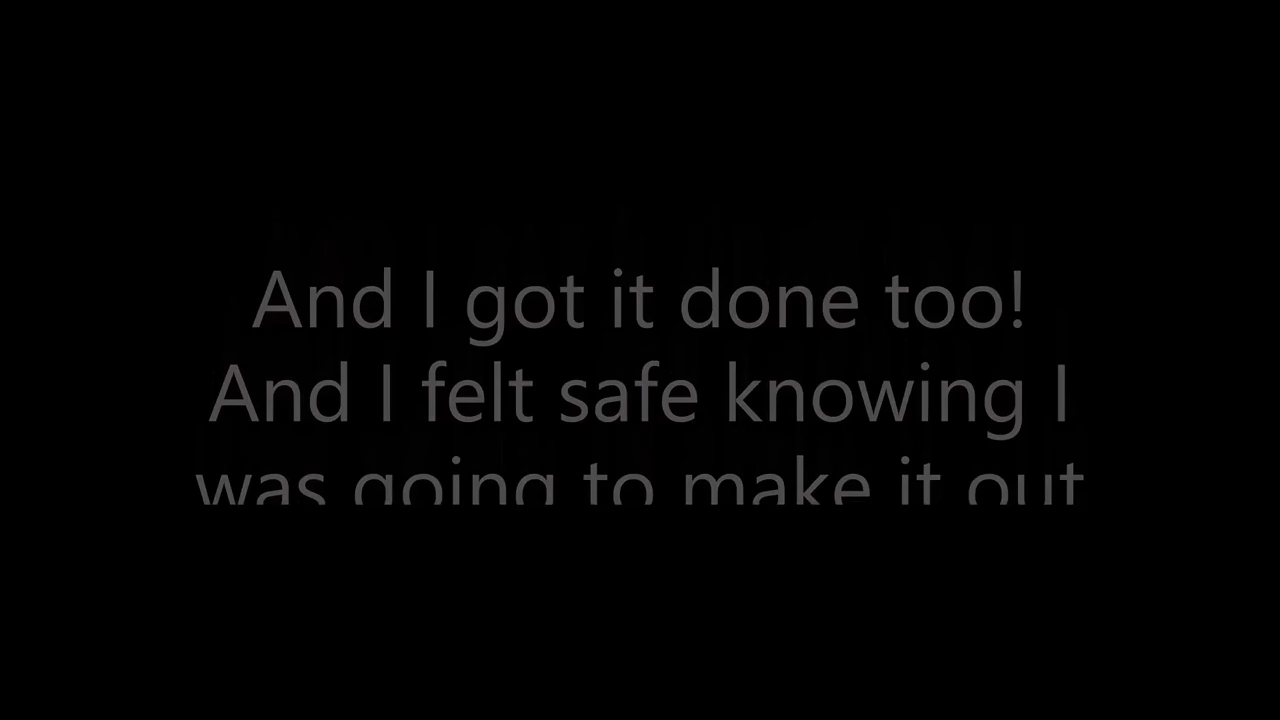 And I got it done too!
And I felt safe knowing I
was going to make it out